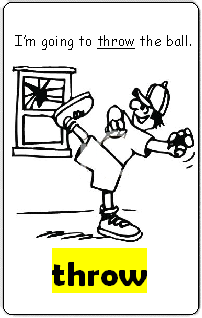 I'm going to throw the ball.
throw